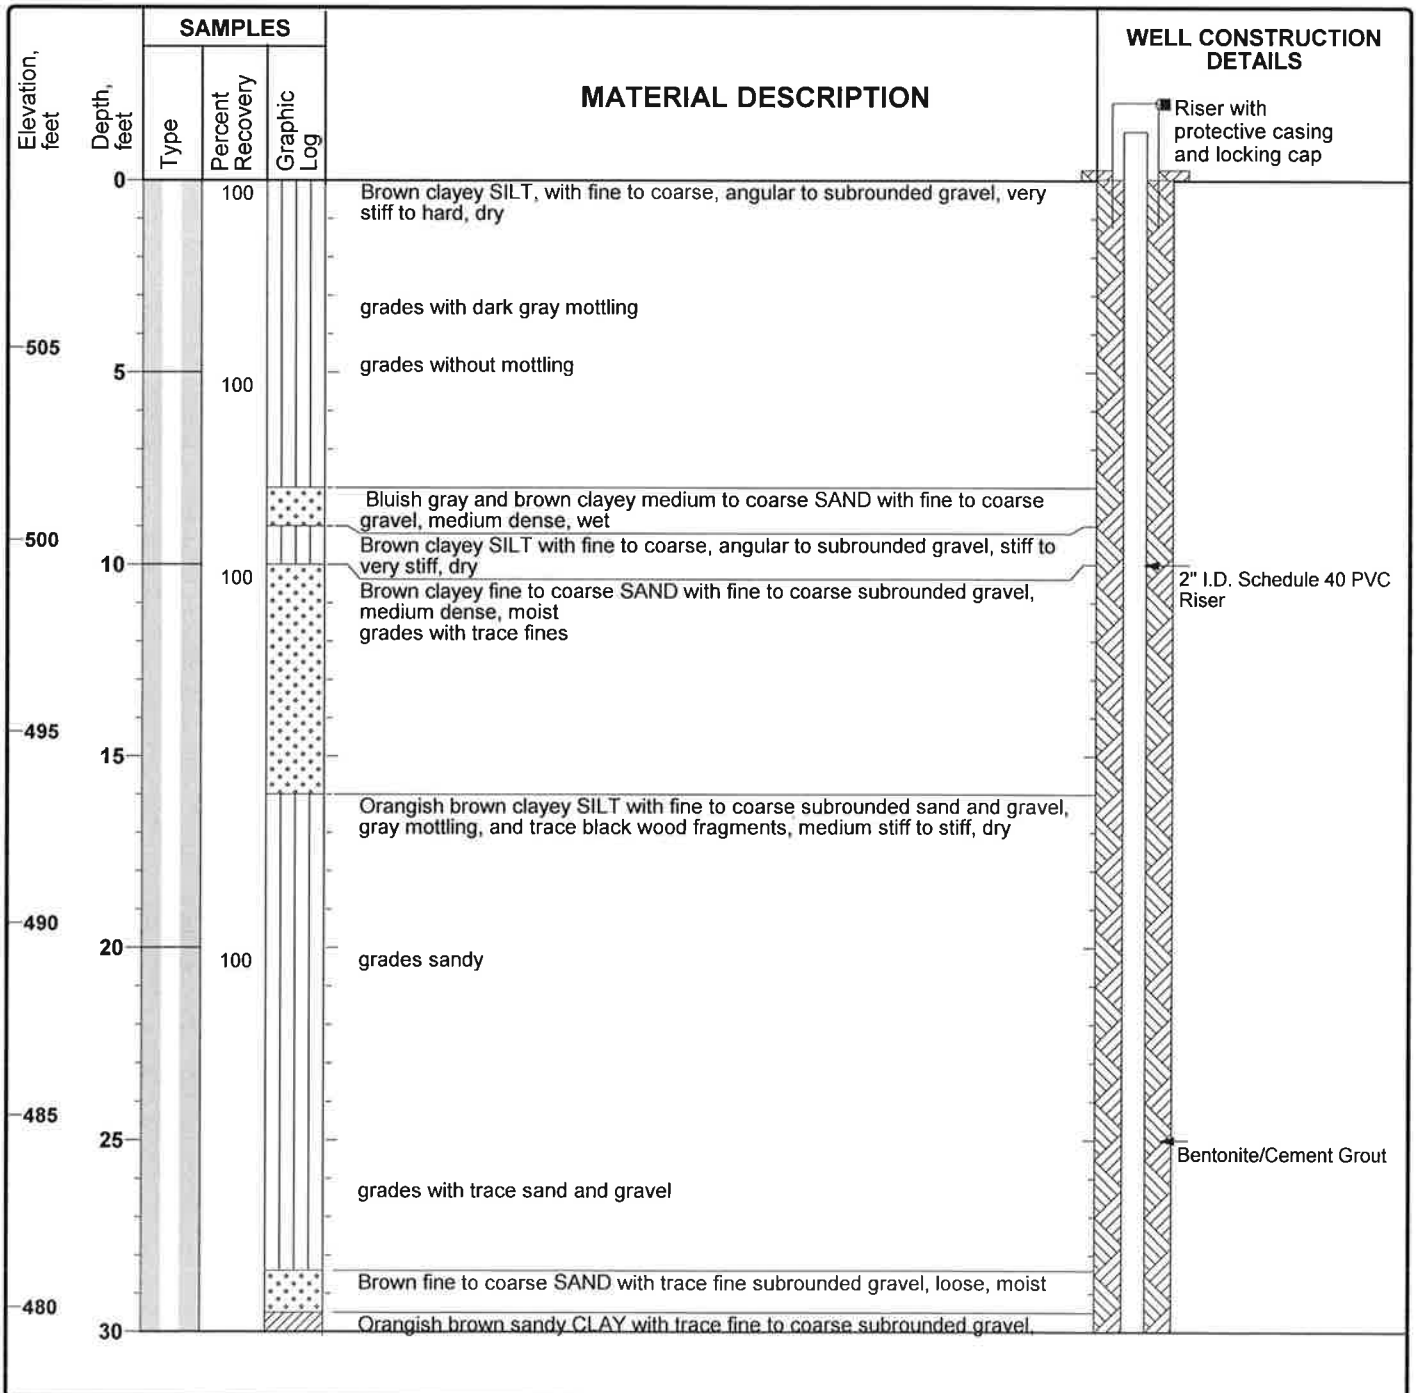 SAMPLES
Elevation,
feet
Depth,
feet
Type
Percent
Recovery
Graphic
Log
MATERIAL DESCRIPTION
WELL CONSTRUCTION
DETAILS
Riser with
protective casing
and locking cap
0
100
Brown clayey SILT, with fine to coarse, angular to subrounded gravel, very
stiff to hard, dry
grades with dark gray mottling
505
5
100
grades without mottling
Bluish gray and brown clayey medium to coarse SAND with fine to coarse
gravel, medium dense, wet
500
Brown clayey SILT with fine to coarse, angular to subrounded gravel, stiff to
very stiff, dry
10
100
2" I.D. Schedule 40 PVC
Riser
Brown clayey fine to coarse SAND with fine to coarse subrounded gravel,
medium dense, moist
grades with trace fines
495
15
Orangish brown clayey SILT with fine to coarse subrounded sand and gravel,
gray mottling, and trace black wood fragments, medium stiff to stiff, dry
490
20
100
grades sandy
485
25
Bentonite/Cement Grout
grades with trace sand and gravel
Brown fine to coarse SAND with trace fine subrounded gravel, loose, moist
480
30
Orangish brown sandy CLAY with trace fine to coarse subrounded gravel,